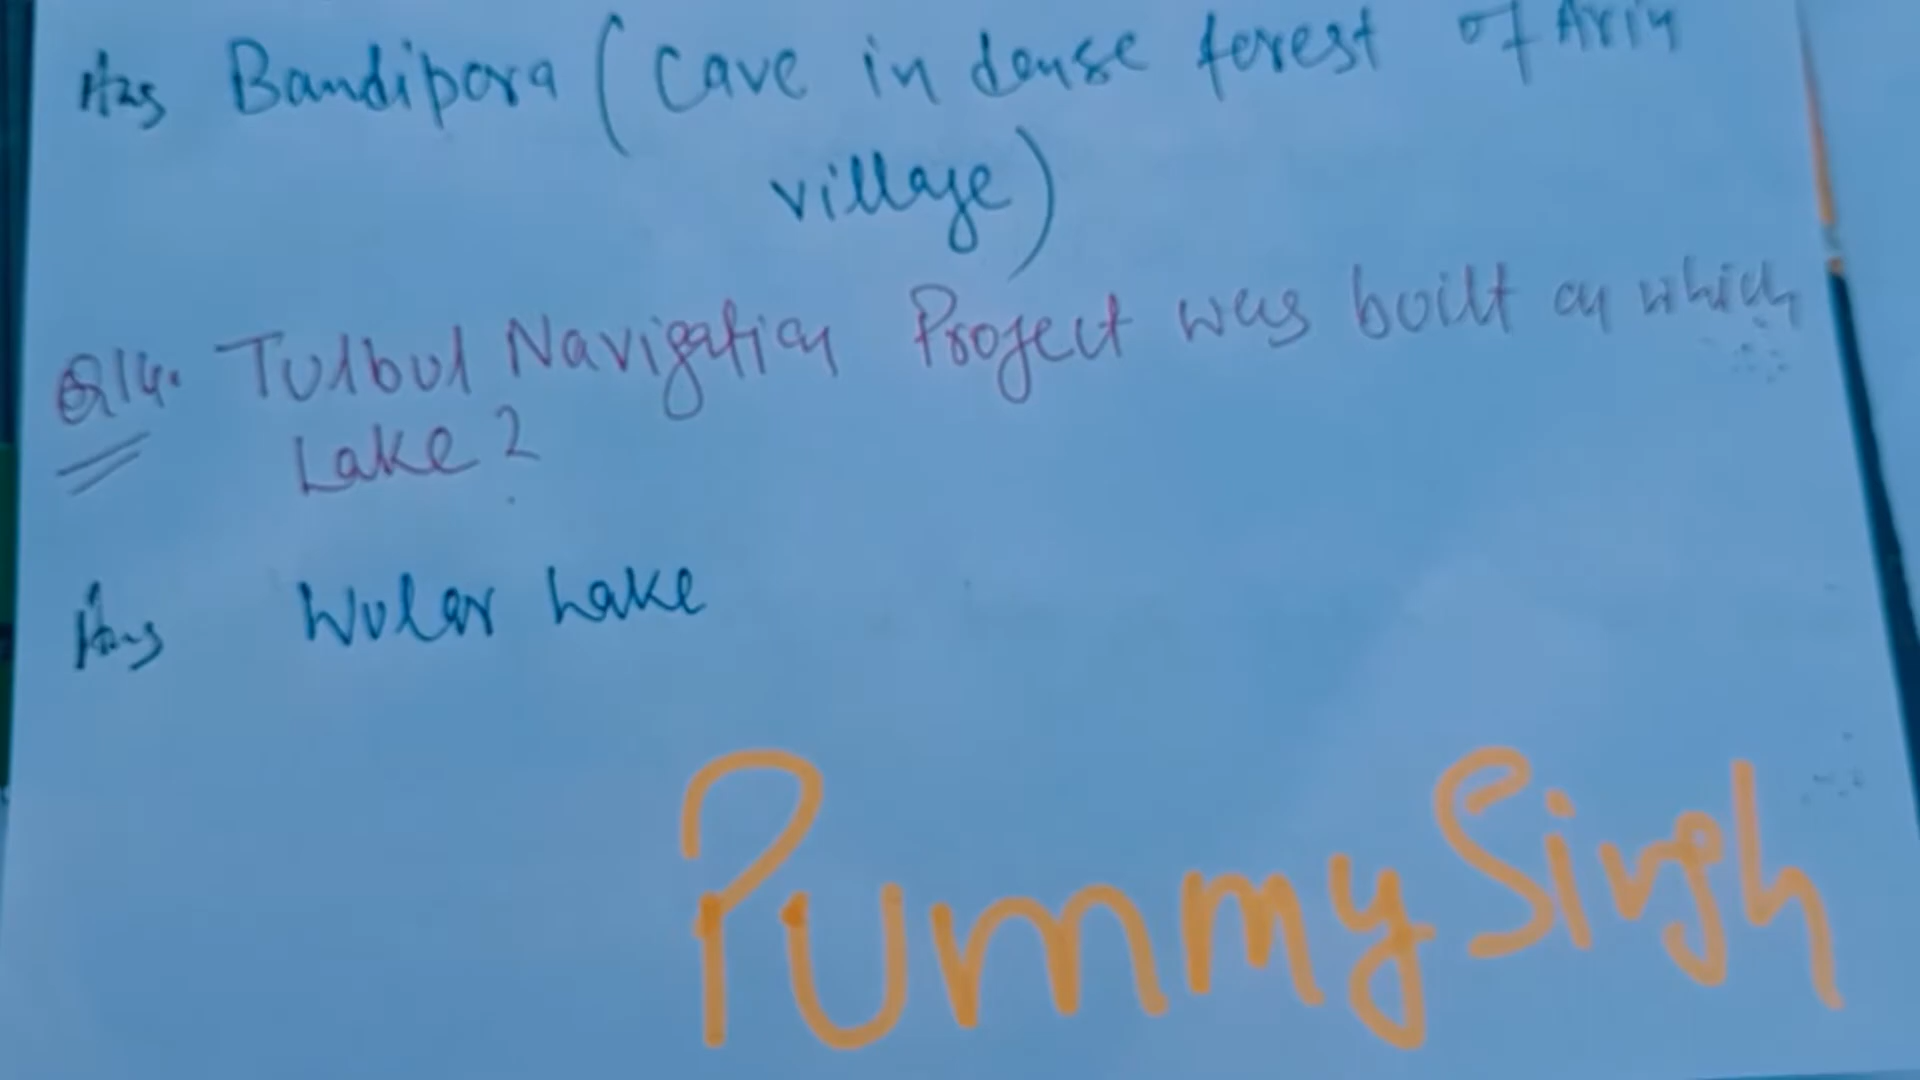 Ans Bandipora (Cave in dense forest of Arin
village)
Q14. Tulbul Navigation Project was built on which
Lake?
Ans Wular Lake
Pummy Singh